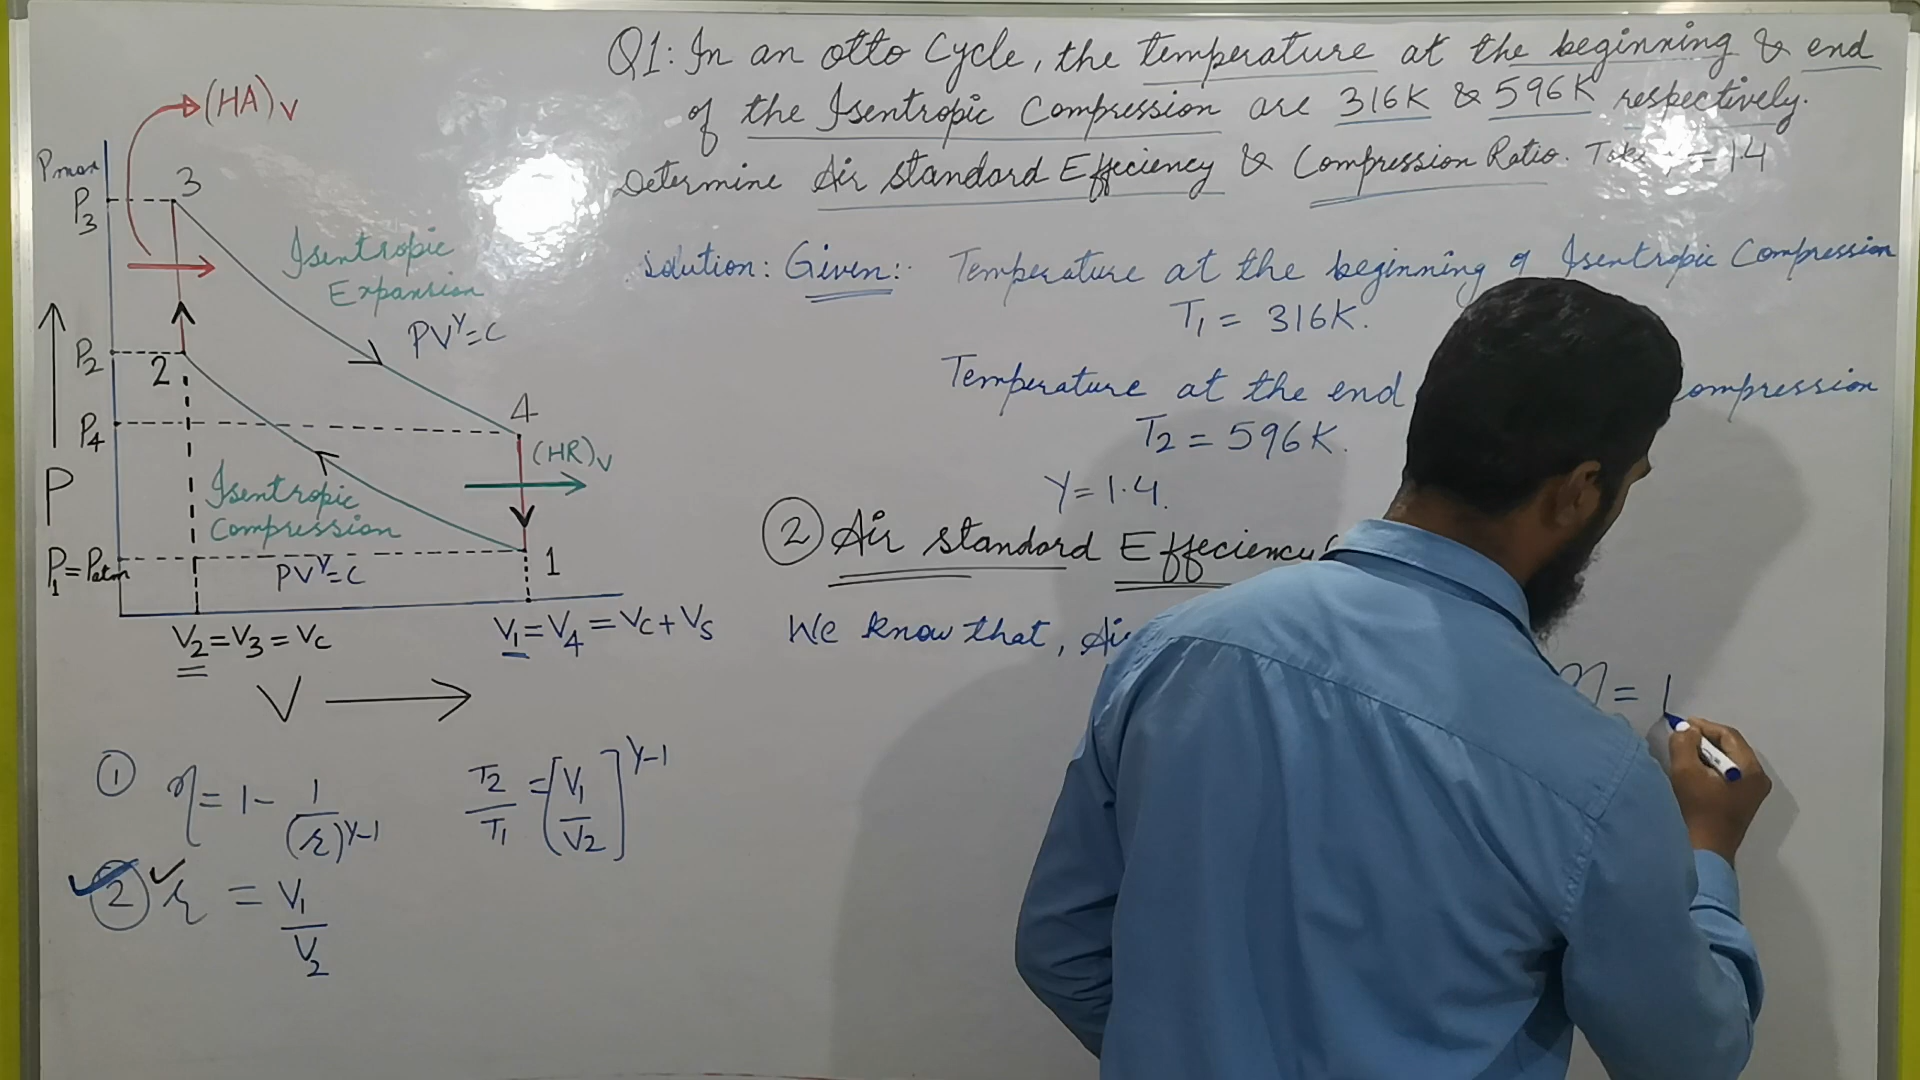 Q1: In an otto Cycle, the temperature at the beginning & end
of the Isentropic Compression are 316K & 596K respectively.
Determine Air standard Effeciency & Compression Ratio. Take = 1.4
(HA)V
Pmax
P3
3
Isentropic
Expansion
PV^γ=C
P2
2
P4
4
(HR)V
P
Isentropic
Compression
PV^γ=C
P1=Patm
1
V2=V3=VC
V1=V4=VC+VS
V
Solution: Given:- Temperature at the beginning of Isentropic Compression
T1 = 316K.
Temperature at the end ompression
T2 = 596K.
γ=1.4.
② Air standard Effeciency
We know that, Air
η = 1
① η = 1 - 1/(r)^γ-1
T2/T1 = [V1/V2]^γ-1
② r = V1/V2